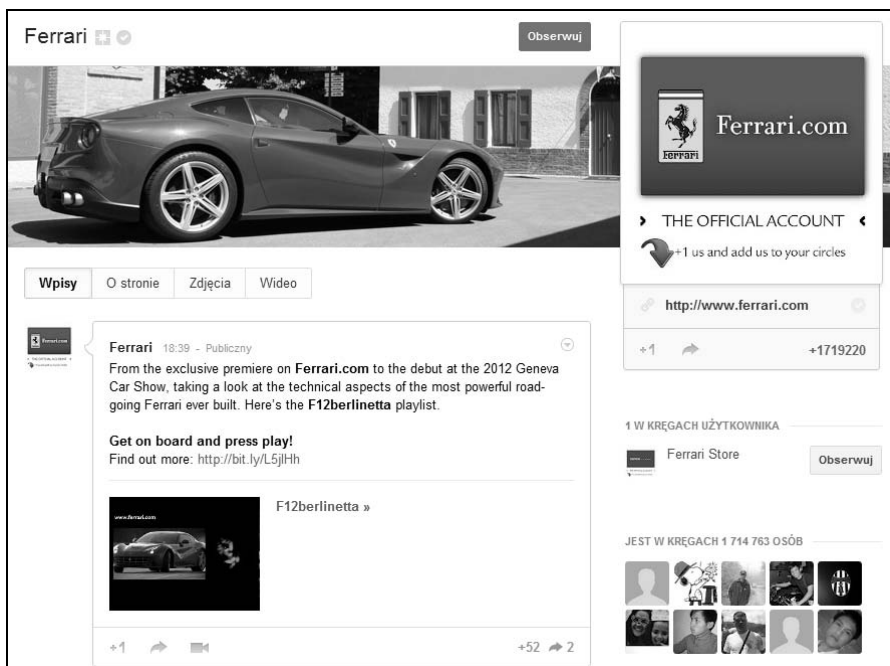 Ferrari
Obserwuj
Ferrari
Ferrari.com
THE OFFICIAL ACCOUNT
+1 us and add us to your circles
http://www.ferrari.com
+1
+1719220
Wpisy
O stronie
Zdjęcia
Wideo
Ferrari.com
Ferrari 18:39 - Publiczny
From the exclusive premiere on Ferrari.com to the debut at the 2012 Geneva
Car Show, taking a look at the technical aspects of the most powerful road-
going Ferrari ever built. Here's the F12berlinetta playlist.
Get on board and press play!
Find out more: http://bit.ly/L5jlHh
www.ferrari.com
F12berlinetta »
+1
+52 2
1 W KRĘGACH UŻYTKOWNIKA
Ferrari Store
Obserwuj
JEST W KRĘGACH 1 714 763 OSÓB